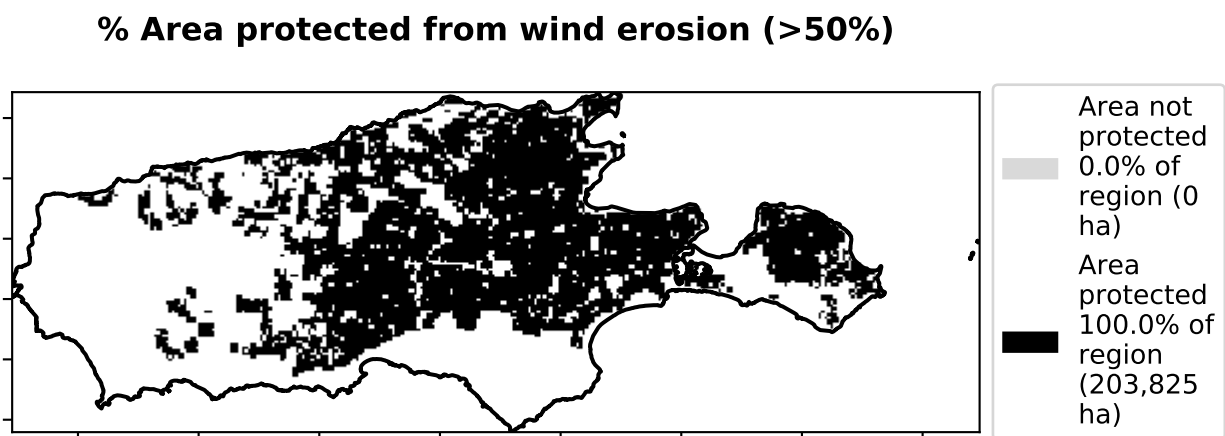 % Area protected from wind erosion (>50%)
Area not
protected
0.0% of
region (0
ha)
Area
protected
100.0% of
region
(203,825
ha)